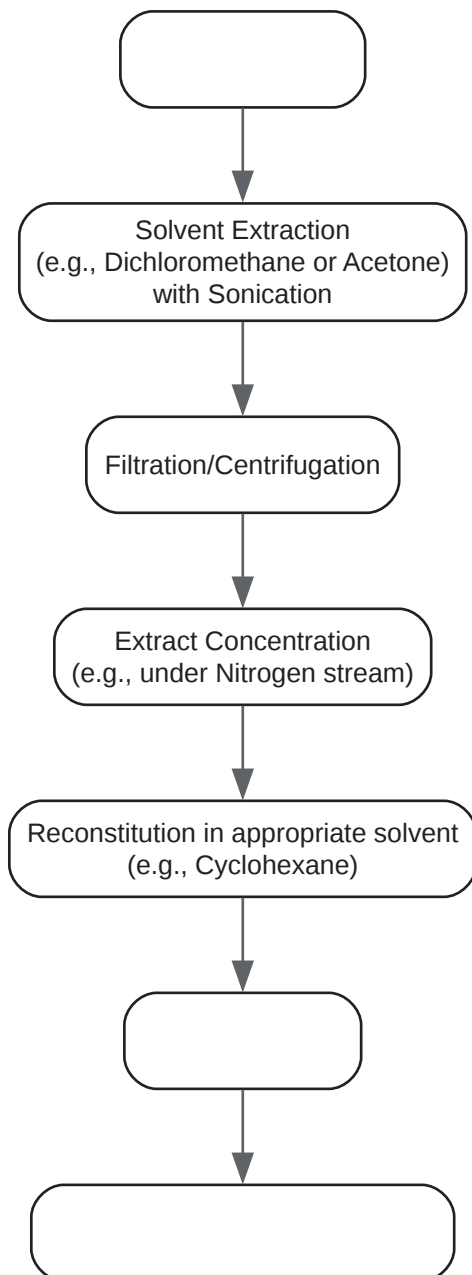 Solvent Extraction
(e.g., Dichloromethane or Acetone)
with Sonication
Filtration/Centrifugation
Extract Concentration
(e.g., under Nitrogen stream)
Reconstitution in appropriate solvent
(e.g., Cyclohexane)